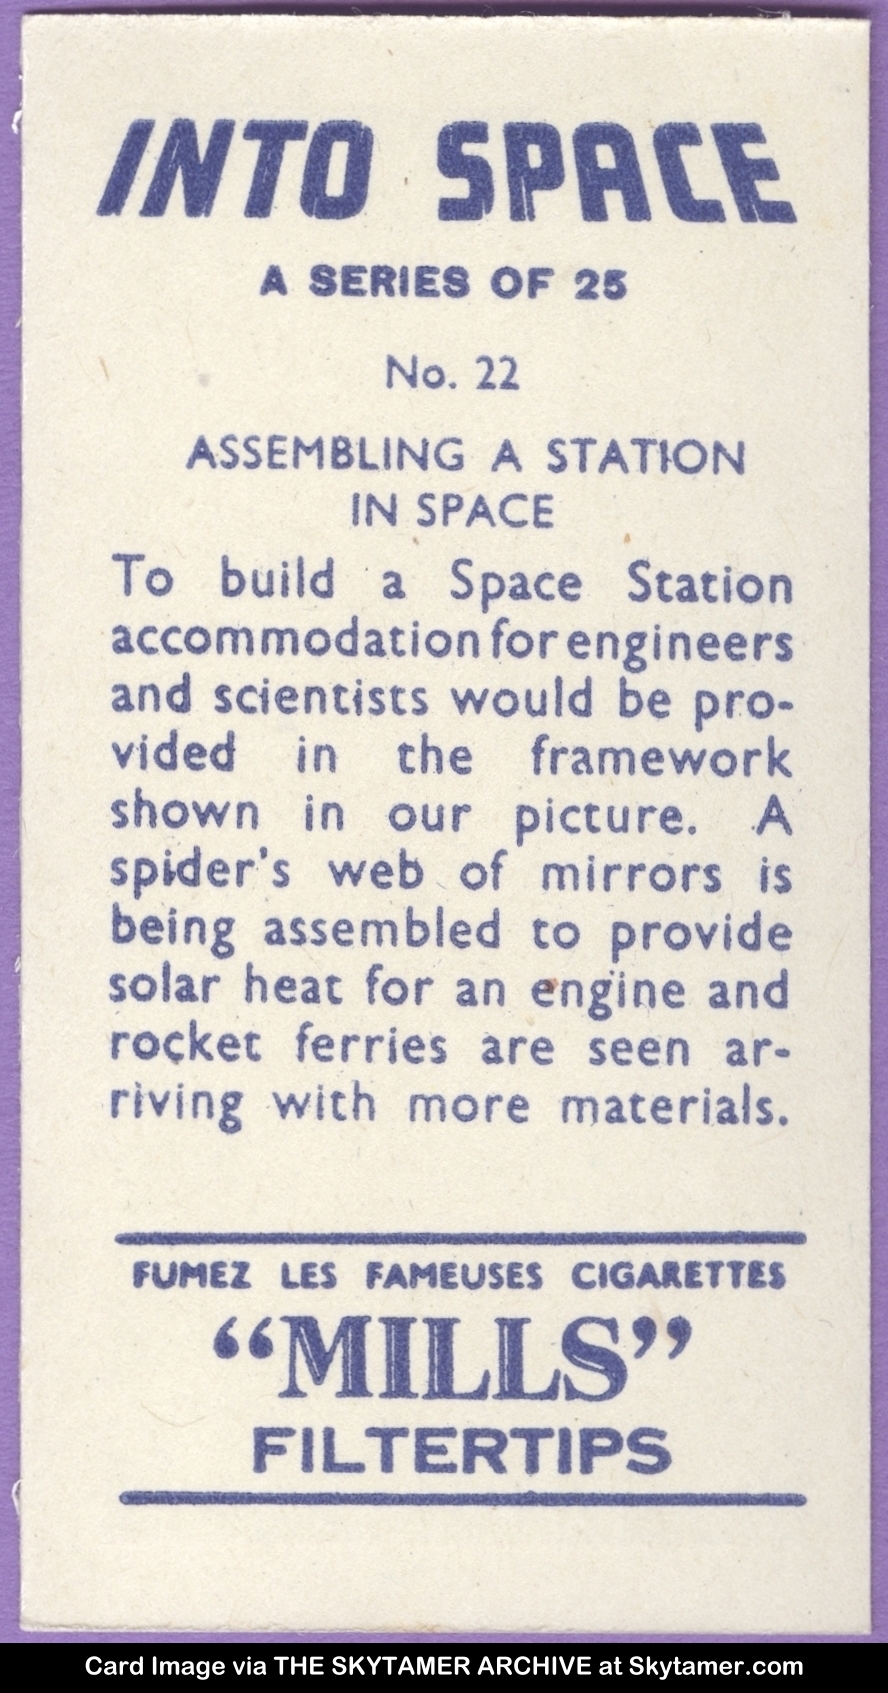 INTO SPACE
A SERIES OF 25
No. 22
ASSEMBLING A STATION
IN SPACE
To build a Space Station
accommodation for engineers
and scientists would be pro-
vided in the framework
shown in our picture. A
spider's web of mirrors is
being assembled to provide
solar heat for an engine and
rocket ferries are seen ar-
riving with more materials.
FUMEZ LES FAMEUSES CIGARETTES
“MILLS”
FILTERTIPS
Card Image via THE SKYTAMER ARCHIVE at Skytamer.com